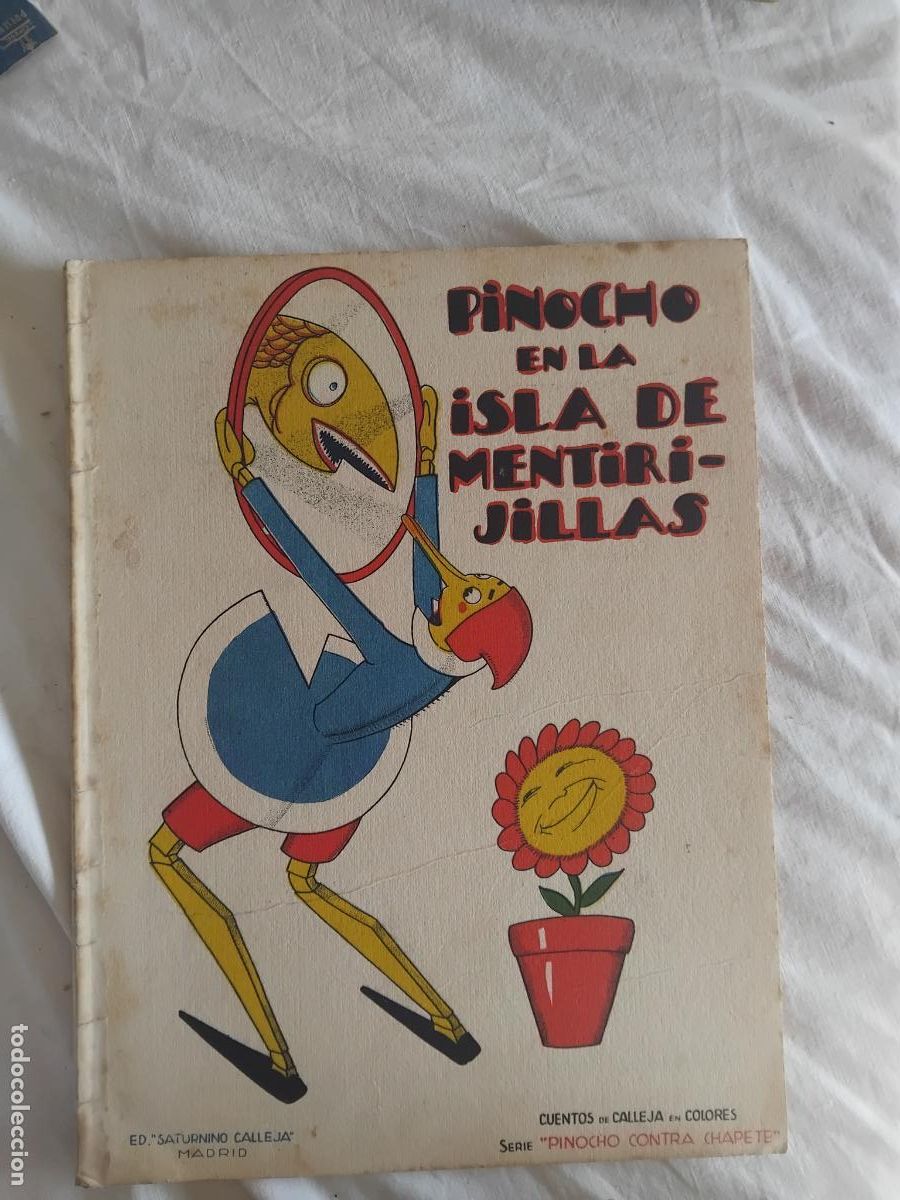 PINOCHO
EN LA
ISLA DE
MENTIRI-
JILLAS
CUENTOS DE CALLEJA EN COLORES
ED. "SATURNINO CALLEJA"
MADRID
SERIE "PINOCHO CONTRA CHAPETE"
todocoleccion